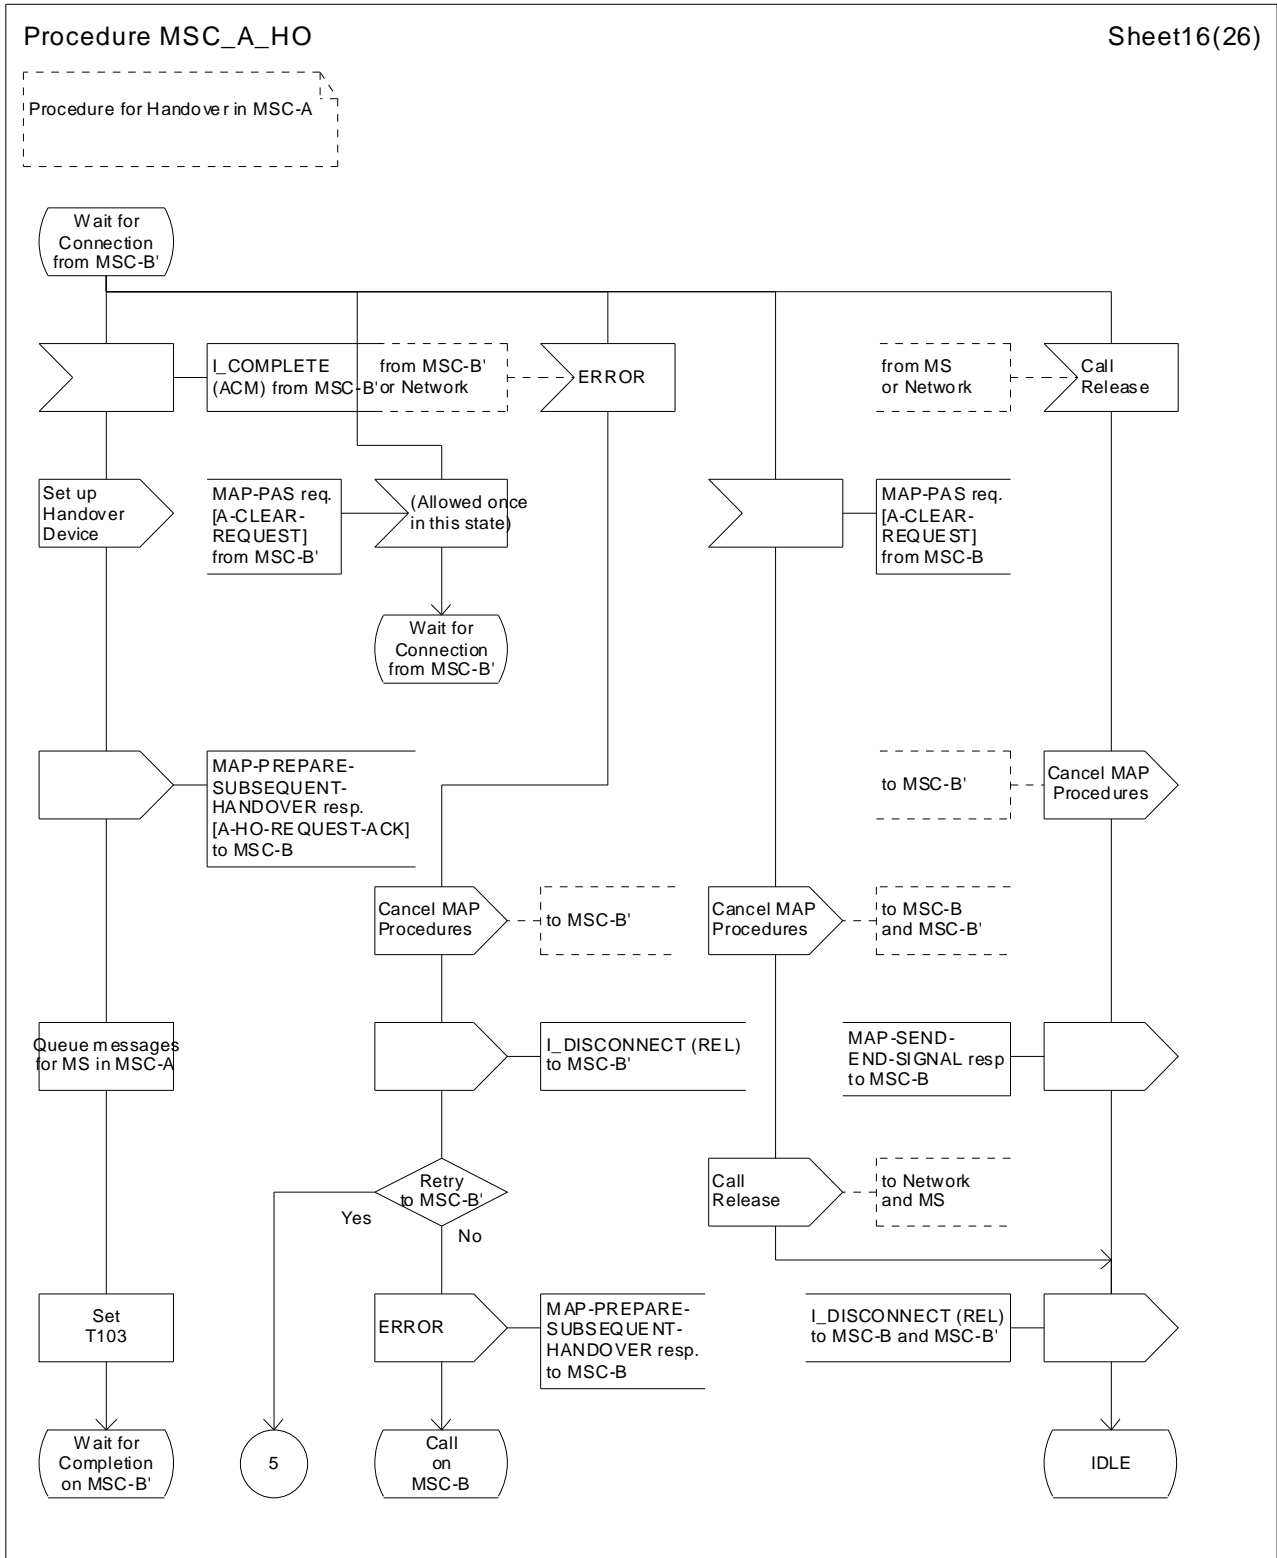 Procedure MSC_A_HO
Sheet16(26)
Procedure for Handover in MSC-A
Wait for
Connection
from MSC-B'
I_COMPLETE
(ACM) from MSC-B'
from MSC-B'
or Network
ERROR
from MS
or Network
Call
Release
Set up
Handover
Device
MAP-PAS req.
[A-CLEAR-
REQUEST]
from MSC-B'
(Allowed once
in this state)
MAP-PAS req.
[A-CLEAR-
REQUEST]
from MSC-B
Wait for
Connection
from MSC-B'
MAP-PREPARE-
SUBSEQUENT-
HANDOVER resp.
[A-HO-REQUEST-ACK]
to MSC-B
to MSC-B'
Cancel MAP
Procedures
Cancel MAP
Procedures
to MSC-B'
Cancel MAP
Procedures
to MSC-B
and MSC-B'
Queue messages
for MS in MSC-A
I_DISCONNECT (REL)
to MSC-B'
MAP-SEND-
END-SIGNAL resp
to MSC-B
Retry
to MSC-B'
Yes
No
Call
Release
to Network
and MS
Set
T103
ERROR
MAP-PREPARE-
SUBSEQUENT-
HANDOVER resp.
to MSC-B
I_DISCONNECT (REL)
to MSC-B and MSC-B'
Wait for
Completion
on MSC-B'
5
Call
on
MSC-B
IDLE